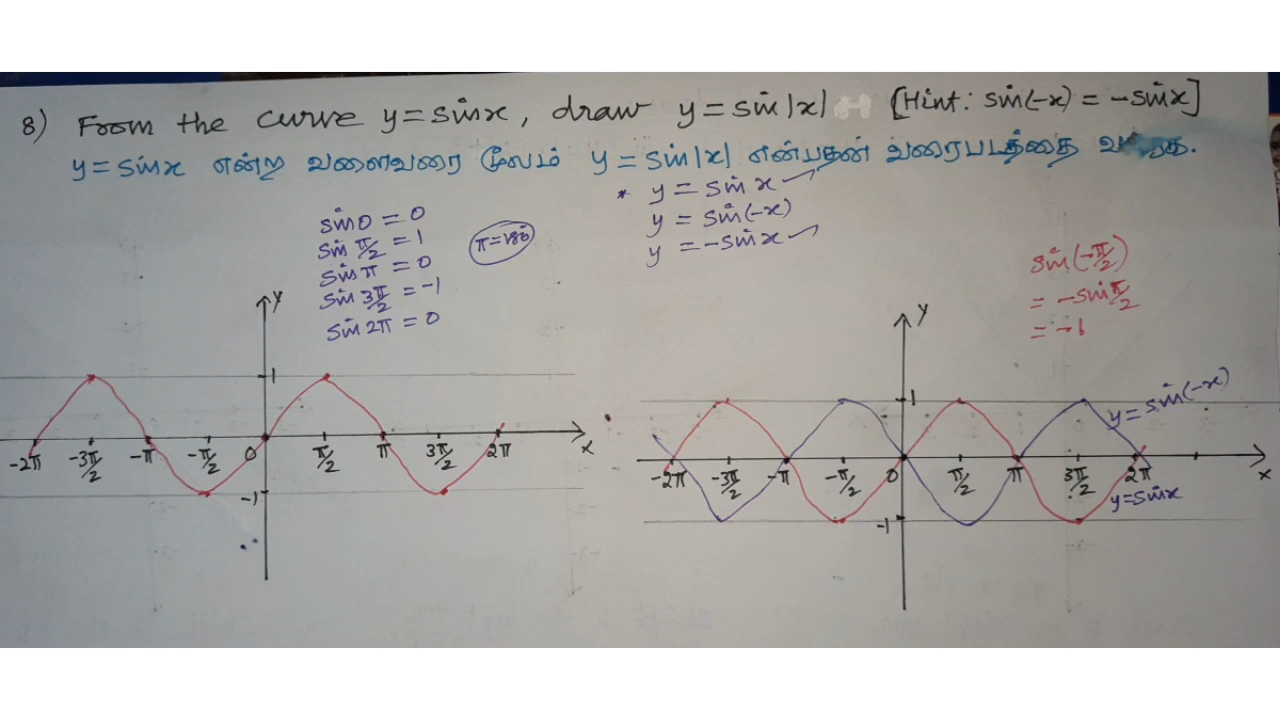 8) From the curve y = sin x, draw y = sin |x| [Hint: sin(-x) = -sin x]
y = sin x என்ற வளைவரை மூலம் y = sin |x| என்பதன் வரைபடத்தை
* y = sin x
y = sin(-x)
y = -sin x
sin 0 = 0
sin π/2 = 1
sin π = 0
sin 3π/2 = -1
sin 2π = 0
π = 180
sin(-π/2)
= -sin π/2
= -1
y
1
-2π -3π/2 -π -π/2 0 π/2 π 3π/2 2π x
-1
y
1
y = sin(-x)
-2π -3π/2 -π -π/2 0 π/2 π 3π/2 2π x
y = sin x
-1